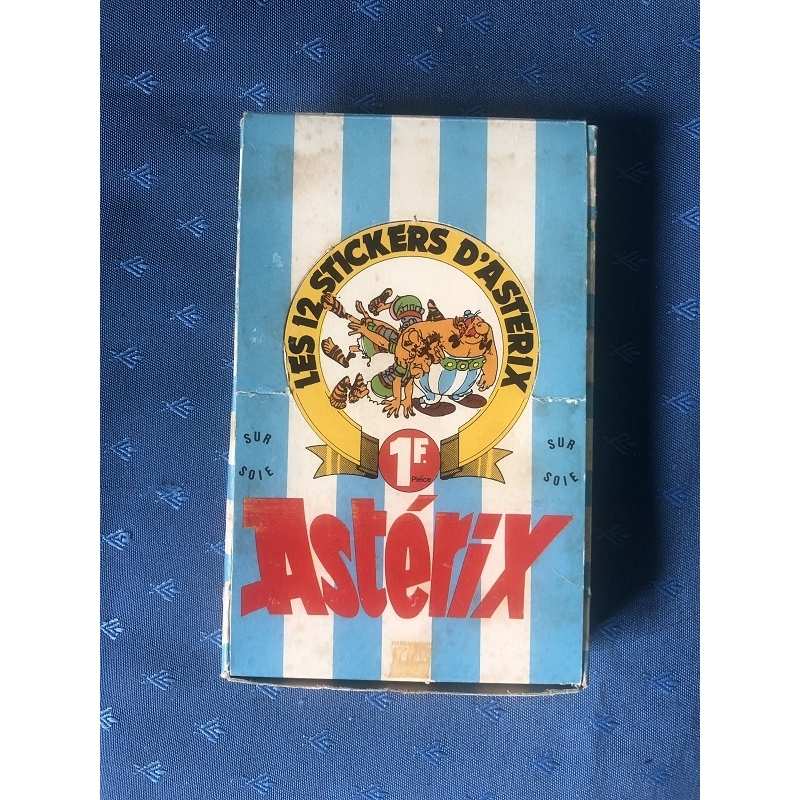 LES 12 STICKERS D'ASTERIX
SUR
SOIE
1F.
Pièce
SUR
SOIE
Astérix